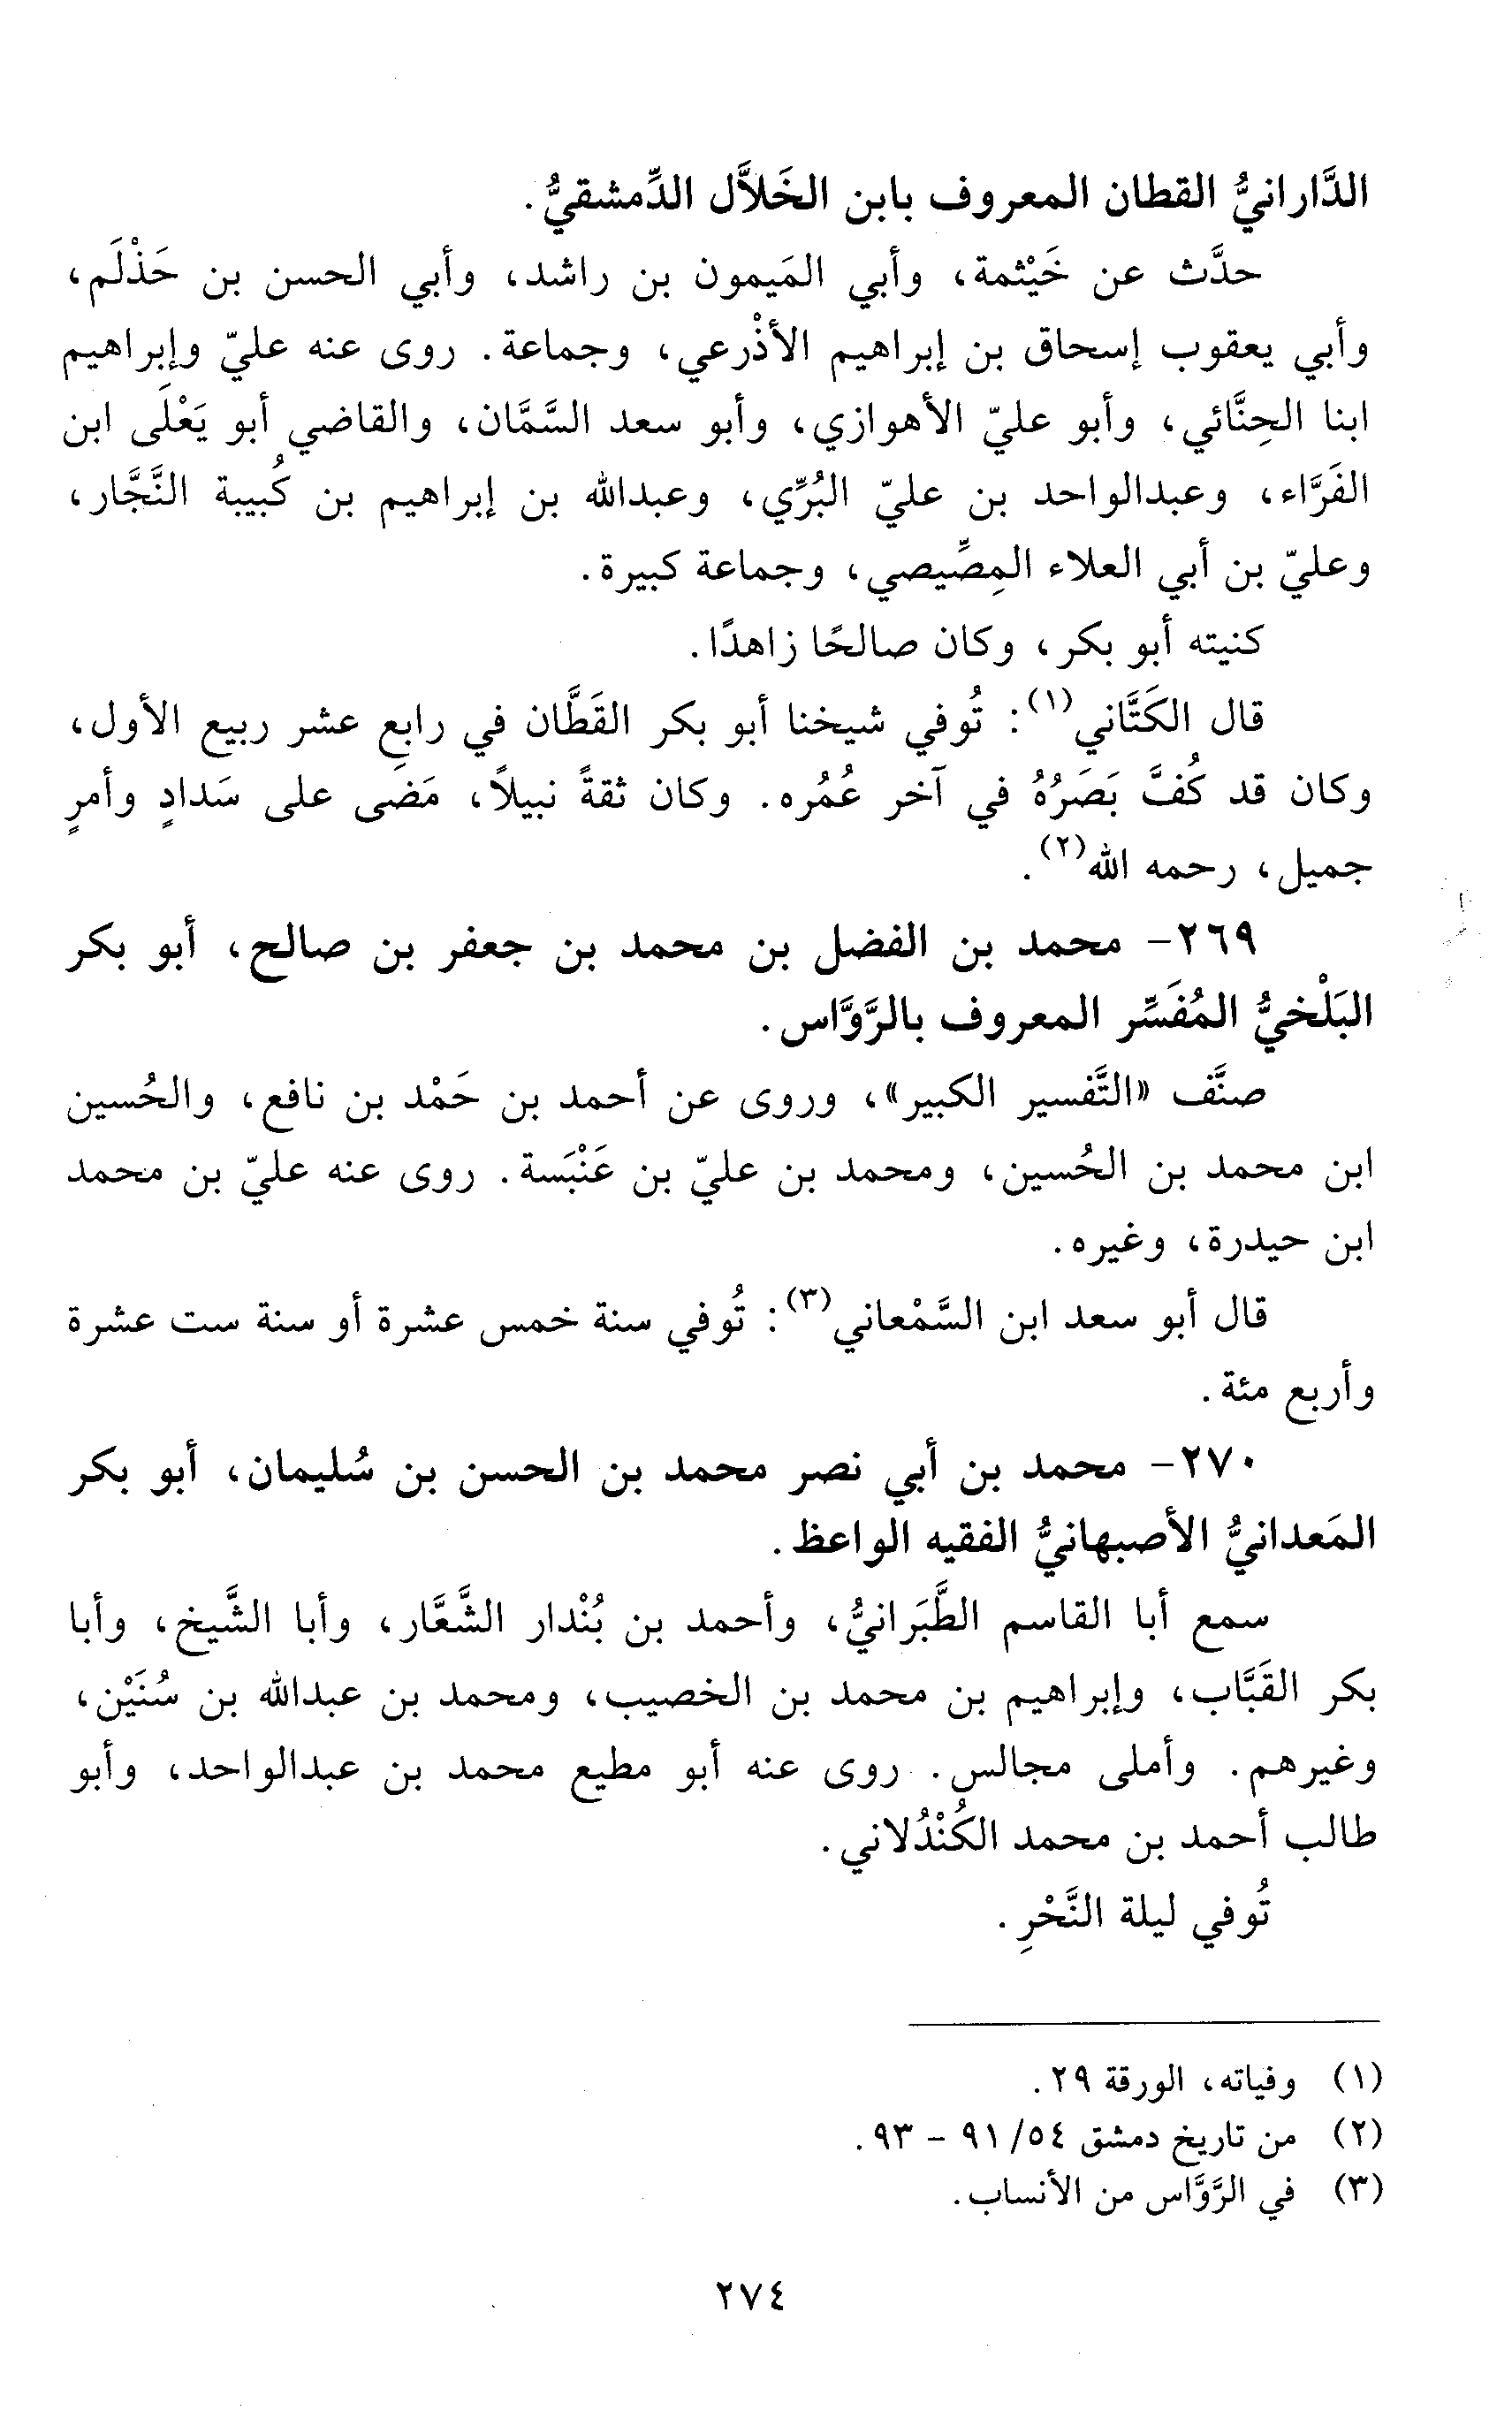 الدَّارانيُّ القطان المعروف بابن الخَلاَّل الدِّمشقيُّ.
حدَّث عن خَيْثمة، وأبي المَيمون بن راشد، وأبي الحسن بن حَذْلَم،
وأبي يعقوب إسحاق بن إبراهيم الأذْرعي، وجماعة. روى عنه عليّ وإبراهيم
ابنا الحِنَّائي، وأبو عليّ الأهوازي، وأبو سعد السَّمَّان، والقاضي أبو يَعْلَى ابن
الفَرَّاء، وعبدالواحد بن عليّ البُرِّي، وعبدالله بن إبراهيم بن كُبيبة النَّجَّار،
وعليّ بن أبي العلاء المِصِّيصي، وجماعة كبيرة.
كنيته أبو بكر، وكان صالحًا زاهدًا.
قال الكَتَّاني(١): تُوفي شيخنا أبو بكر القَطَّان في رابعِ عشر ربيع الأول،
وكان قد كُفَّ بَصَرُهُ في آخر عُمُره. وكان ثقةً نبيلاً، مَضى على سَدادٍ وأمرٍ
جميل، رحمه الله(٢).
٢٦٩- محمد بن الفضل بن محمد بن جعفر بن صالح، أبو بكر
البَلْخيُّ المُفَسِّر المعروف بالرَّوَّاس.
صنَّف «التَّفسير الكبير»، وروى عن أحمد بن حَمْد بن نافع، والحُسين
ابن محمد بن الحُسين، ومحمد بن عليّ بن عَنْبَسة. روى عنه عليّ بن محمد
ابن حيدرة، وغيره.
قال أبو سعد ابن السَّمْعاني(٣): تُوفي سنة خمس عشرة أو سنة ست عشرة
وأربع مئة.
٢٧٠- محمد بن أبي نصر محمد بن الحسن بن سُليمان، أبو بكر
المَعدانيُّ الأصبهانيُّ الفقيه الواعظ.
سمع أبا القاسم الطَّبَرانيُّ، وأحمد بن بُنْدار الشَّعَّار، وأبا الشَّيخ، وأبا
بكر القَبَّاب، وإبراهيم بن محمد بن الخصيب، ومحمد بن عبدالله بن سُنَيْن،
وغيرهم. وأملى مجالس. روى عنه أبو مطيع محمد بن عبدالواحد، وأبو
طالب أحمد بن محمد الكُنْدُلاني.
تُوفي ليلة النَّحْرِ.
(١) وفياته، الورقة ٢٩.
(٢) من تاريخ دمشق ٥٤/ ٩١ - ٩٣.
(٣) في الرَّوَّاس من الأنساب.
٢٧٤